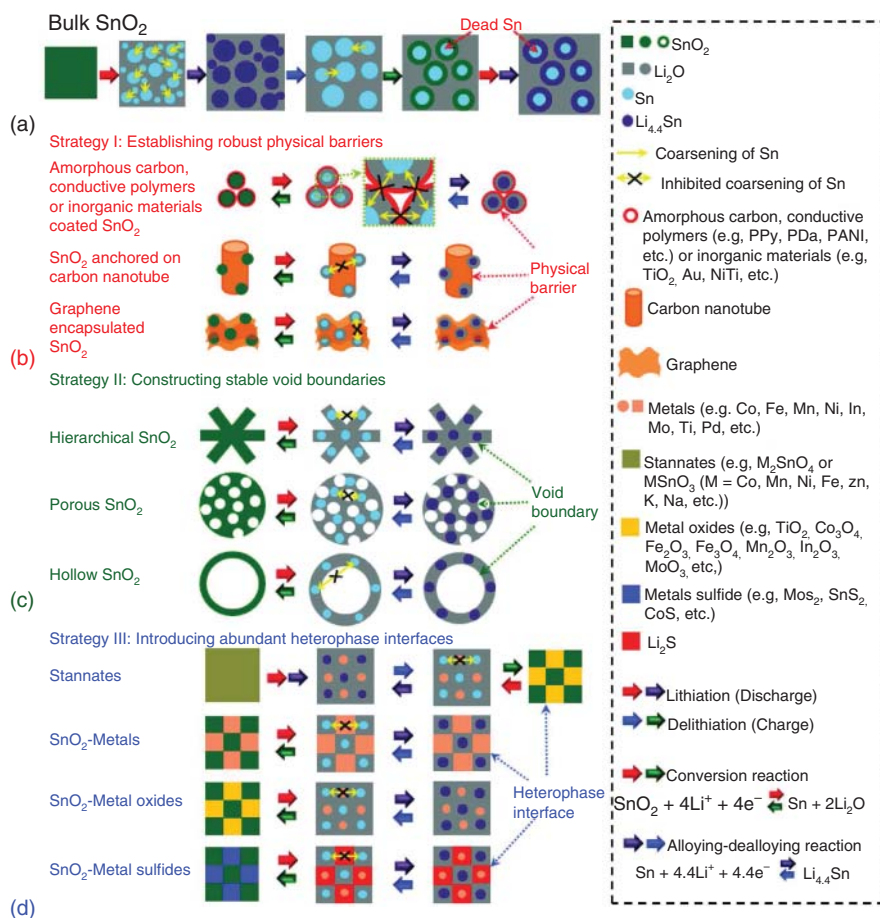 Bulk SnO₂
Dead Sn
(a)
Strategy I: Establishing robust physical barriers
Amorphous carbon,
conductive polymers
or inorganic materials
coated SnO₂
SnO₂ anchored on
carbon nanotube
Graphene
encapsulated
SnO₂
Physical
barrier
(b)
Strategy II: Constructing stable void boundaries
Hierarchical SnO₂
Porous SnO₂
Hollow SnO₂
Void
boundary
(c)
Strategy III: Introducing abundant heterophase interfaces
Stannates
SnO₂-Metals
SnO₂-Metal oxides
SnO₂-Metal sulfides
Heterophase
interface
(d)
SnO₂
Li₂O
Sn
Li₄.₄Sn
Coarsening of Sn
Inhibited coarsening of Sn
Amorphous carbon, conductive
polymers (e.g, PPy, PDa, PANI,
etc.) or inorganic materials (e.g,
TiO₂, Au, NiTi, etc.)
Carbon nanotube
Graphene
Metals (e.g. Co, Fe, Mn, Ni, In,
Mo, Ti, Pd, etc.)
Stannates (e.g, M₂SnO₄ or
MSnO₃ (M = Co, Mn, Ni, Fe, zn,
K, Na, etc.))
Metal oxides (e.g, TiO₂, Co₃O₄,
Fe₂O₃, Fe₃O₄, Mn₂O₃, In₂O₃,
MoO₃, etc,)
Metals sulfide (e.g, Mos₂, SnS₂,
CoS, etc.)
Li₂S
Lithiation (Discharge)
Delithiation (Charge)
Conversion reaction
SnO₂ + 4Li⁺ + 4e⁻ Sn + 2Li₂O
Alloying-dealloying reaction
Sn + 4.4Li⁺ + 4.4e⁻ Li₄.₄Sn